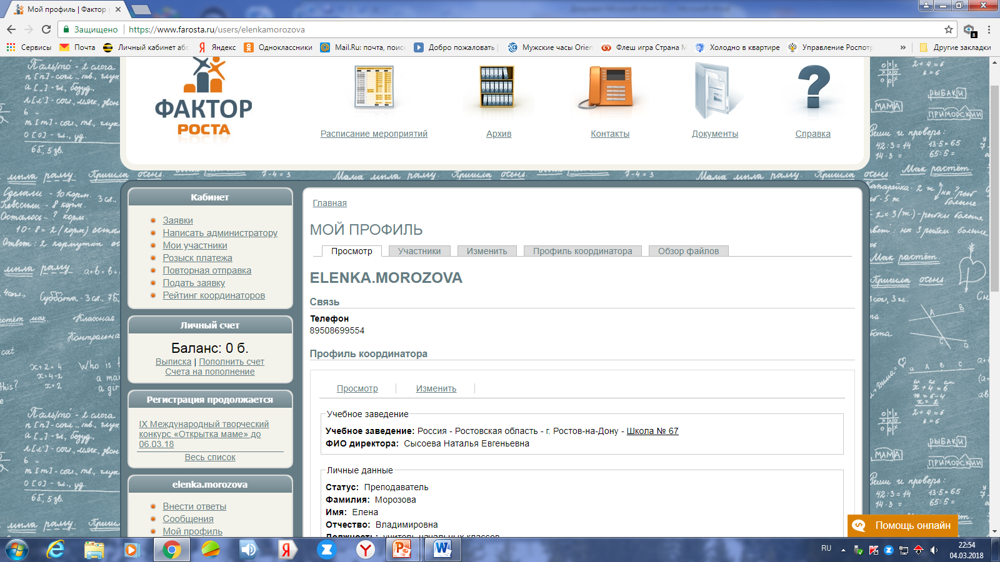 Мой профиль | Фактор
Защищено
https://www.farosta.ru/users/elenkamorozova
8
Сервисы
Почта
Личный кабинет або
Яндекс
Одноклассники
Mail.Ru: почта, поис
Добро пожаловать
Мужские часы Orien
Флеш игра Страна М
Холодно в квартире
Управление Роспотр
»
Другие закладки
ФАКТОР
РОСТА
Расписание мероприятий
Архив
Контакты
Документы
Справка
Кабинет
Заявки
Написать администратору
Мои участники
Розыск платежа
Повторная отправка
Подать заявку
Рейтинг координаторов
Личный счет
Баланс: 0 б.
Выписка | Пополнить счет
Счета на пополнение
Регистрация продолжается
IX Международный творческий
конкурс «Открытка маме» до
06.03.18
Весь список
elenka.morozova
Внести ответы
Сообщения
Мой профиль
Главная
МОЙ ПРОФИЛЬ
Просмотр
Участники
Изменить
Профиль координатора
Обзор файлов
ELENKA.MOROZOVA
Связь
Телефон
89508699554
Профиль координатора
Просмотр
Изменить
Учебное заведение
Учебное заведение: Россия - Ростовская область - г. Ростов-на-Дону - Школа № 67
ФИО директора: Сысоева Наталья Евгеньевна
Личные данные
Статус: Преподаватель
Фамилия: Морозова
Имя: Елена
Отчество: Владимировна
Должность: учитель начальных классов
Помощь онлайн
RU
22:54
04.03.2018